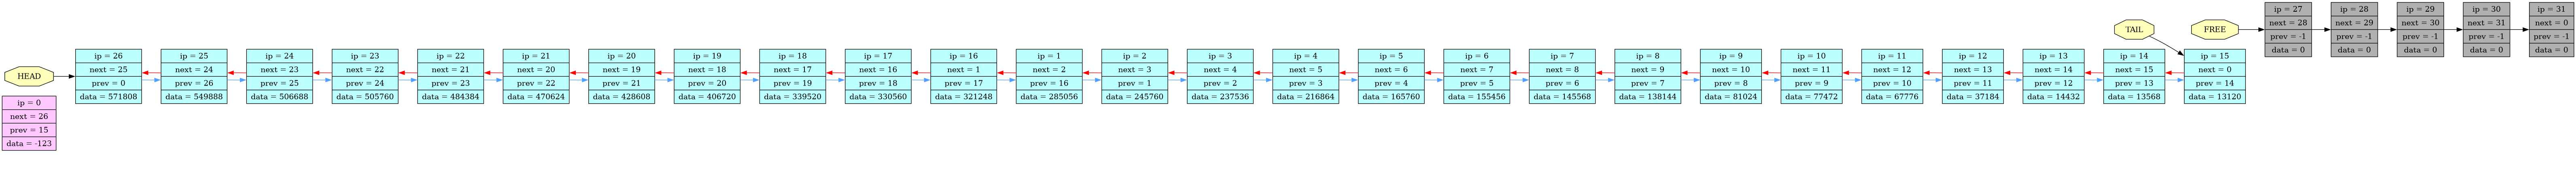 HEAD
ip = 0
next = 26
prev = 15
data = -123
ip = 26
next = 25
prev = 0
data = 571808
ip = 25
next = 24
prev = 26
data = 549888
ip = 24
next = 23
prev = 25
data = 506688
ip = 23
next = 22
prev = 24
data = 505760
ip = 22
next = 21
prev = 23
data = 484384
ip = 21
next = 20
prev = 22
data = 470624
ip = 20
next = 19
prev = 21
data = 428608
ip = 19
next = 18
prev = 20
data = 406720
ip = 18
next = 17
prev = 19
data = 339520
ip = 17
next = 16
prev = 18
data = 330560
ip = 16
next = 1
prev = 17
data = 321248
ip = 1
next = 2
prev = 16
data = 285056
ip = 2
next = 3
prev = 1
data = 245760
ip = 3
next = 4
prev = 2
data = 237536
ip = 4
next = 5
prev = 3
data = 216864
ip = 5
next = 6
prev = 4
data = 165760
ip = 6
next = 7
prev = 5
data = 155456
ip = 7
next = 8
prev = 6
data = 145568
ip = 8
next = 9
prev = 7
data = 138144
ip = 9
next = 10
prev = 8
data = 81024
ip = 10
next = 11
prev = 9
data = 77472
ip = 11
next = 12
prev = 10
data = 67776
ip = 12
next = 13
prev = 11
data = 37184
ip = 13
next = 14
prev = 12
data = 14432
ip = 14
next = 15
prev = 13
data = 13568
TAIL
ip = 15
next = 0
prev = 14
data = 13120
FREE
ip = 27
next = 28
prev = -1
data = 0
ip = 28
next = 29
prev = -1
data = 0
ip = 29
next = 30
prev = -1
data = 0
ip = 30
next = 31
prev = -1
data = 0
ip = 31
next = 0
prev = -1
data = 0